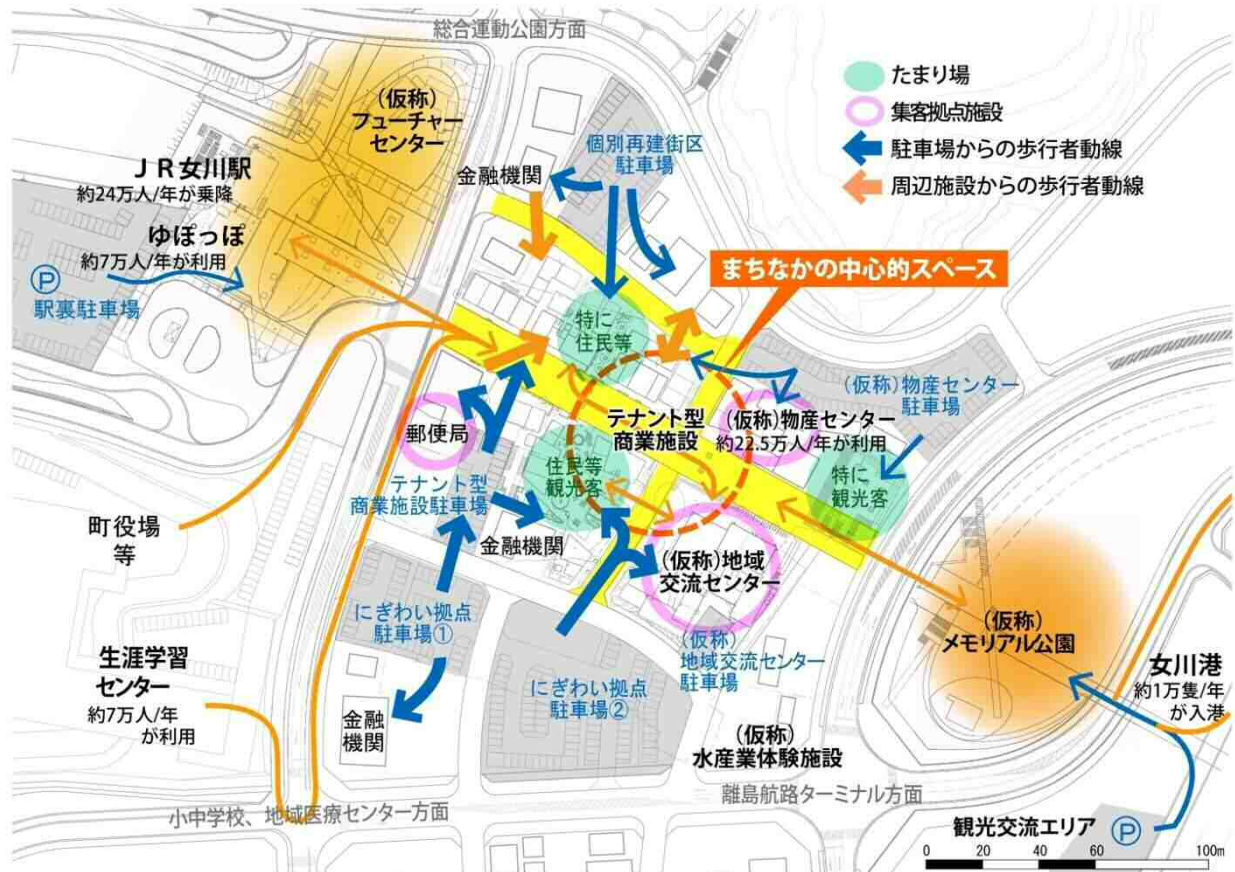 総合運動公園方面
たまり場
集客拠点施設
駐車場からの歩行者動線
周辺施設からの歩行者動線
(仮称)
フューチャー
センター
個別再建街区
駐車場
金融機関
ＪＲ女川駅
約24万人/年が乗降
ゆぽっぽ
約7万人/年が利用
P
駅裏駐車場
まちなかの中心的スペース
特に
住民等
(仮称)物産センター
駐車場
テナント型
商業施設
(仮称)物産センター
約22.5万人/年が利用
郵便局
住民等
観光客
特に
観光客
テナント型
商業施設駐車場
金融機関
町役場
等
(仮称)地域
交流センター
にぎわい拠点
駐車場①
(仮称)
メモリアル公園
(仮称)
地域交流センター
駐車場
生涯学習
センター
約7万人/年
が利用
にぎわい拠点
駐車場②
女川港
約1万隻/年
が入港
金融
機関
(仮称)
水産業体験施設
離島航路ターミナル方面
小中学校、地域医療センター方面
観光交流エリア
P
0 20 40 60 100m